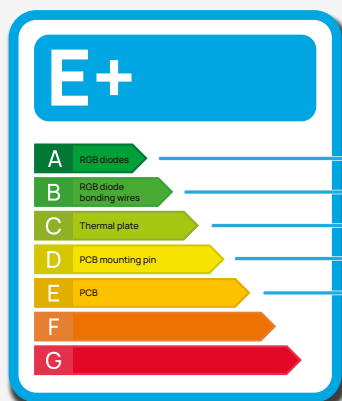 E+
A RGB diodes
B RGB diode
bonding wires
C Thermal plate
D PCB mounting pin
E PCB
F
G